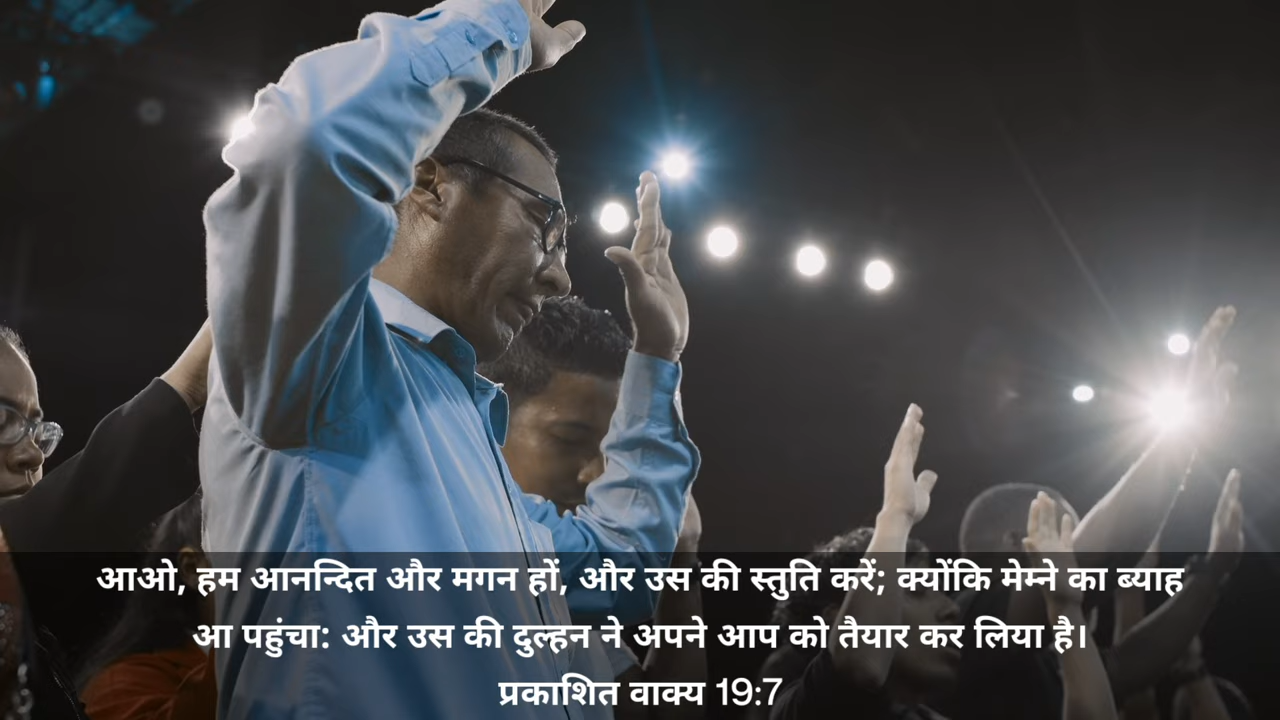 आओ, हम आनन्दित और मगन हों, और उस की स्तुति करें; क्योंकि मेम्ने का ब्याह
आ पहुंचा: और उस की दुल्हन ने अपने आप को तैयार कर लिया है।
प्रकाशित वाक्य 19:7